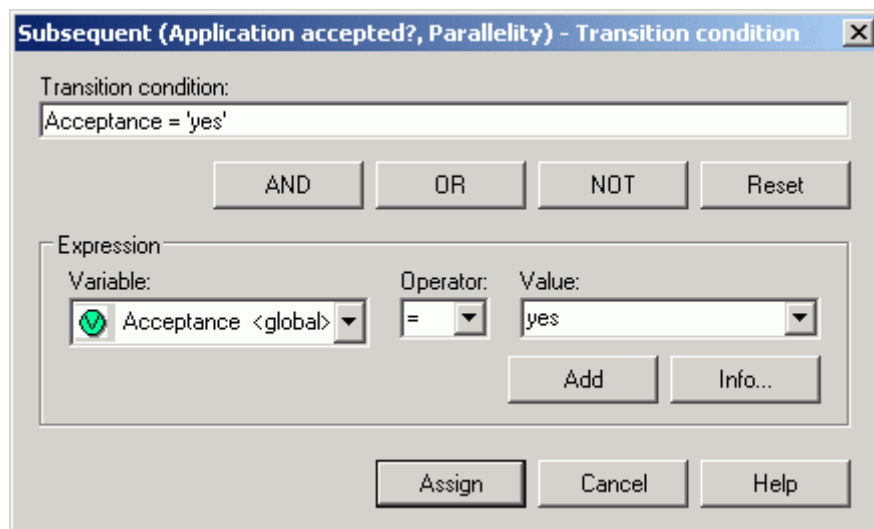 Subsequent (Application accepted?, Parallelity) - Transition condition
Transition condition:
Acceptance = 'yes'
AND OR NOT Reset
Expression
Variable: Operator: Value:
V Acceptance <global> = yes
Add Info...
Assign Cancel Help